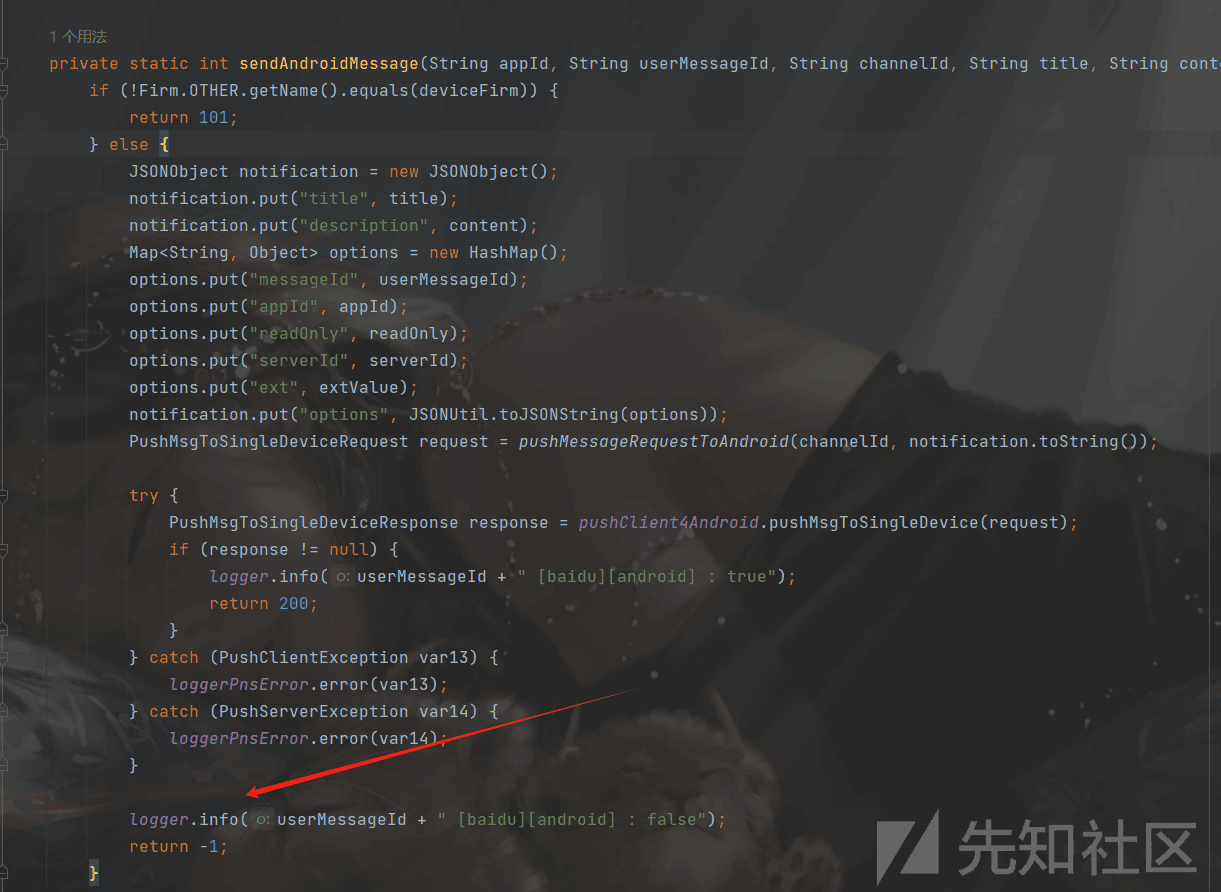 1 个用法
private static int sendAndroidMessage(String appId, String userMessageId, String channelId, String title, String conte
if (!Firm.OTHER.getName().equals(deviceFirm)) {
return 101;
} else {
JSONObject notification = new JSONObject();
notification.put("title", title);
notification.put("description", content);
Map<String, Object> options = new HashMap();
options.put("messageId", userMessageId);
options.put("appId", appId);
options.put("readOnly", readOnly);
options.put("serverId", serverId);
options.put("ext", extValue);
notification.put("options", JSONUtil.toJSONString(options));
PushMsgToSingleDeviceRequest request = pushMessageRequestToAndroid(channelId, notification.toString());
try {
PushMsgToSingleDeviceResponse response = pushClient4Android.pushMsgToSingleDevice(request);
if (response != null) {
logger.info( o: userMessageId + " [baidu][android] : true");
return 200;
}
} catch (PushClientException var13) {
loggerPnsError.error(var13);
} catch (PushServerException var14) {
loggerPnsError.error(var14);
}
logger.info( o: userMessageId + " [baidu][android] : false");
return -1;
}
先知社区